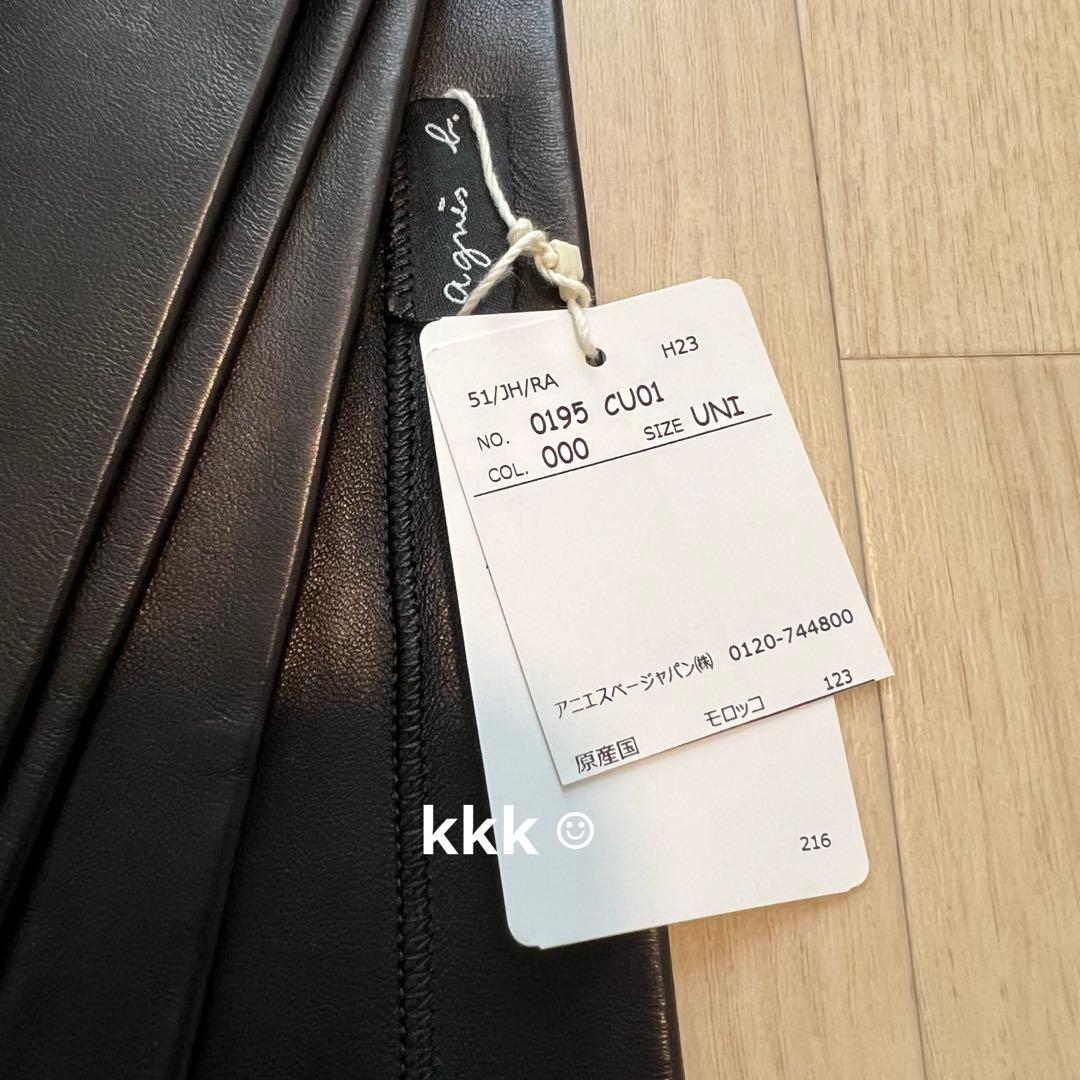 agnis b.
H23
51/JH/RA
NO. 0195 CU01
COL. 000 SIZE UNI
アニエスベージャパン㈱ 0120-744800
原産国 モロッコ 123
216
kkk ☺